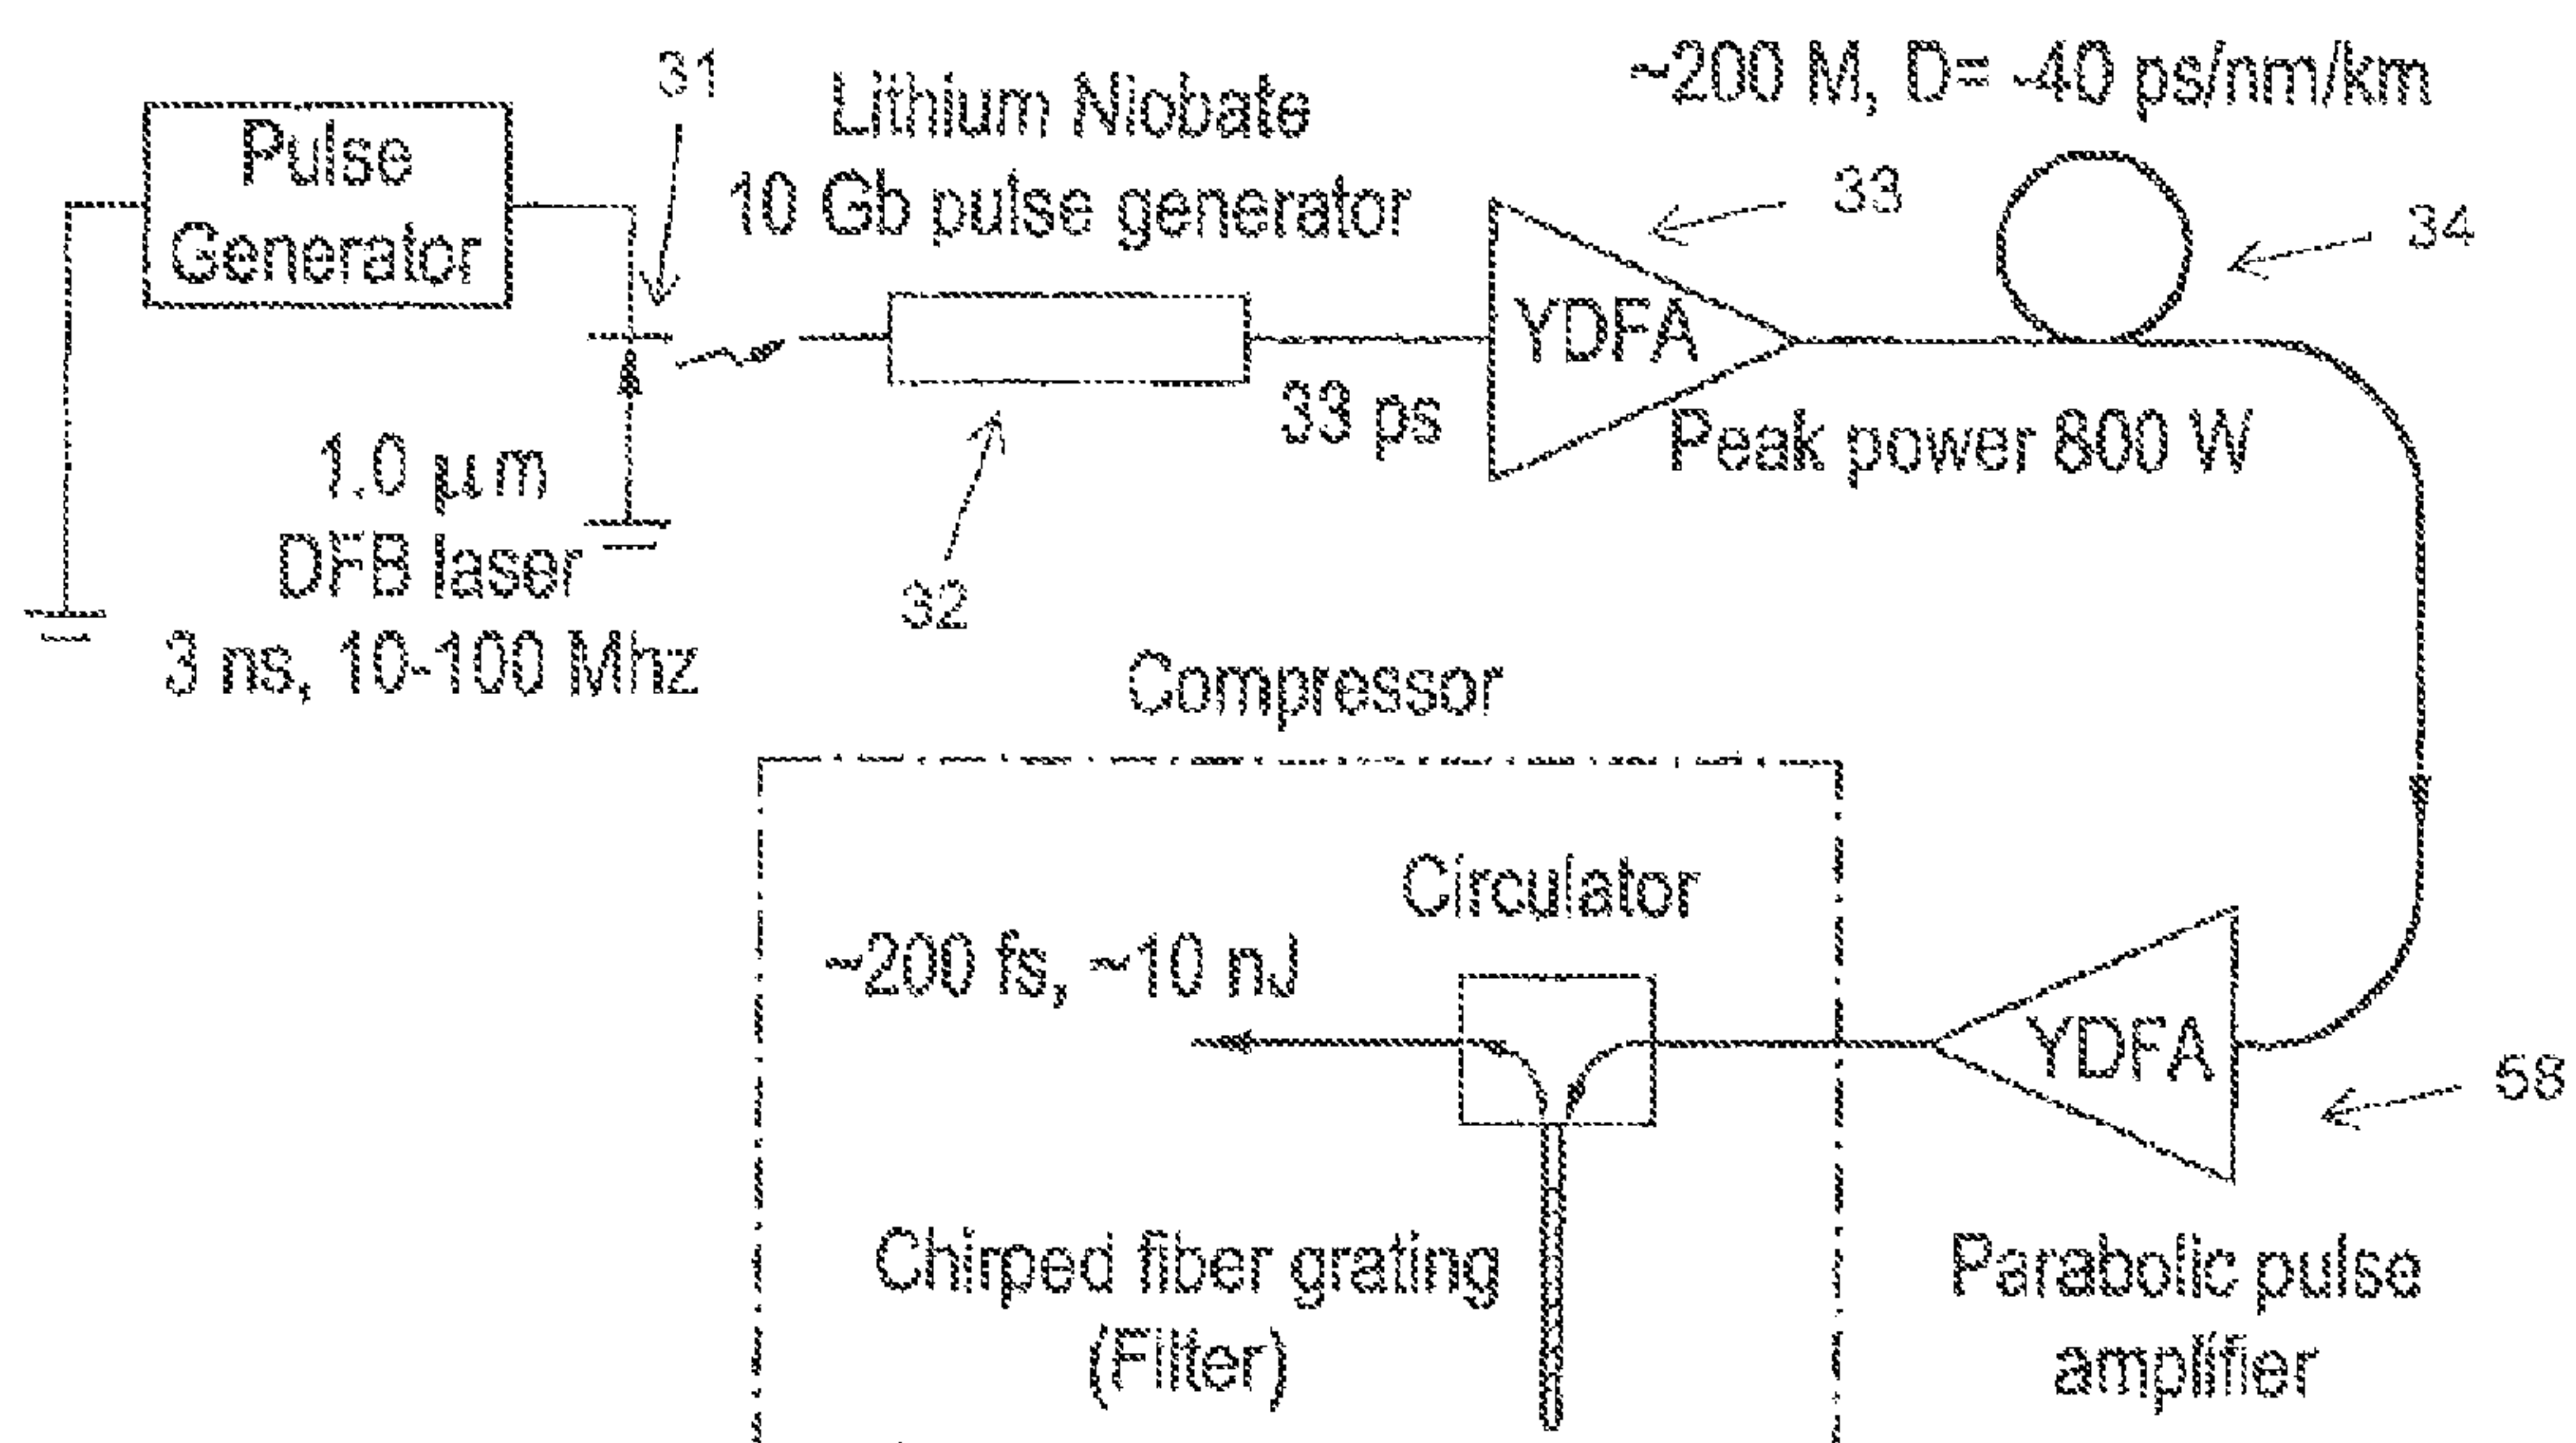 31
~200 M, D= -40 ps/nm/km
Pulse
Generator
Lithium Niobate
10 Gb pulse generator
33
34
YDFA
33 ps
Peak power 800 W
1.0 μm
DFB laser
3 ns, 10-100 Mhz
32
Compressor
Circulator
~200 fs, ~10 nJ
YDFA
58
Chirped fiber grating
(Filter)
Parabolic pulse
amplifier